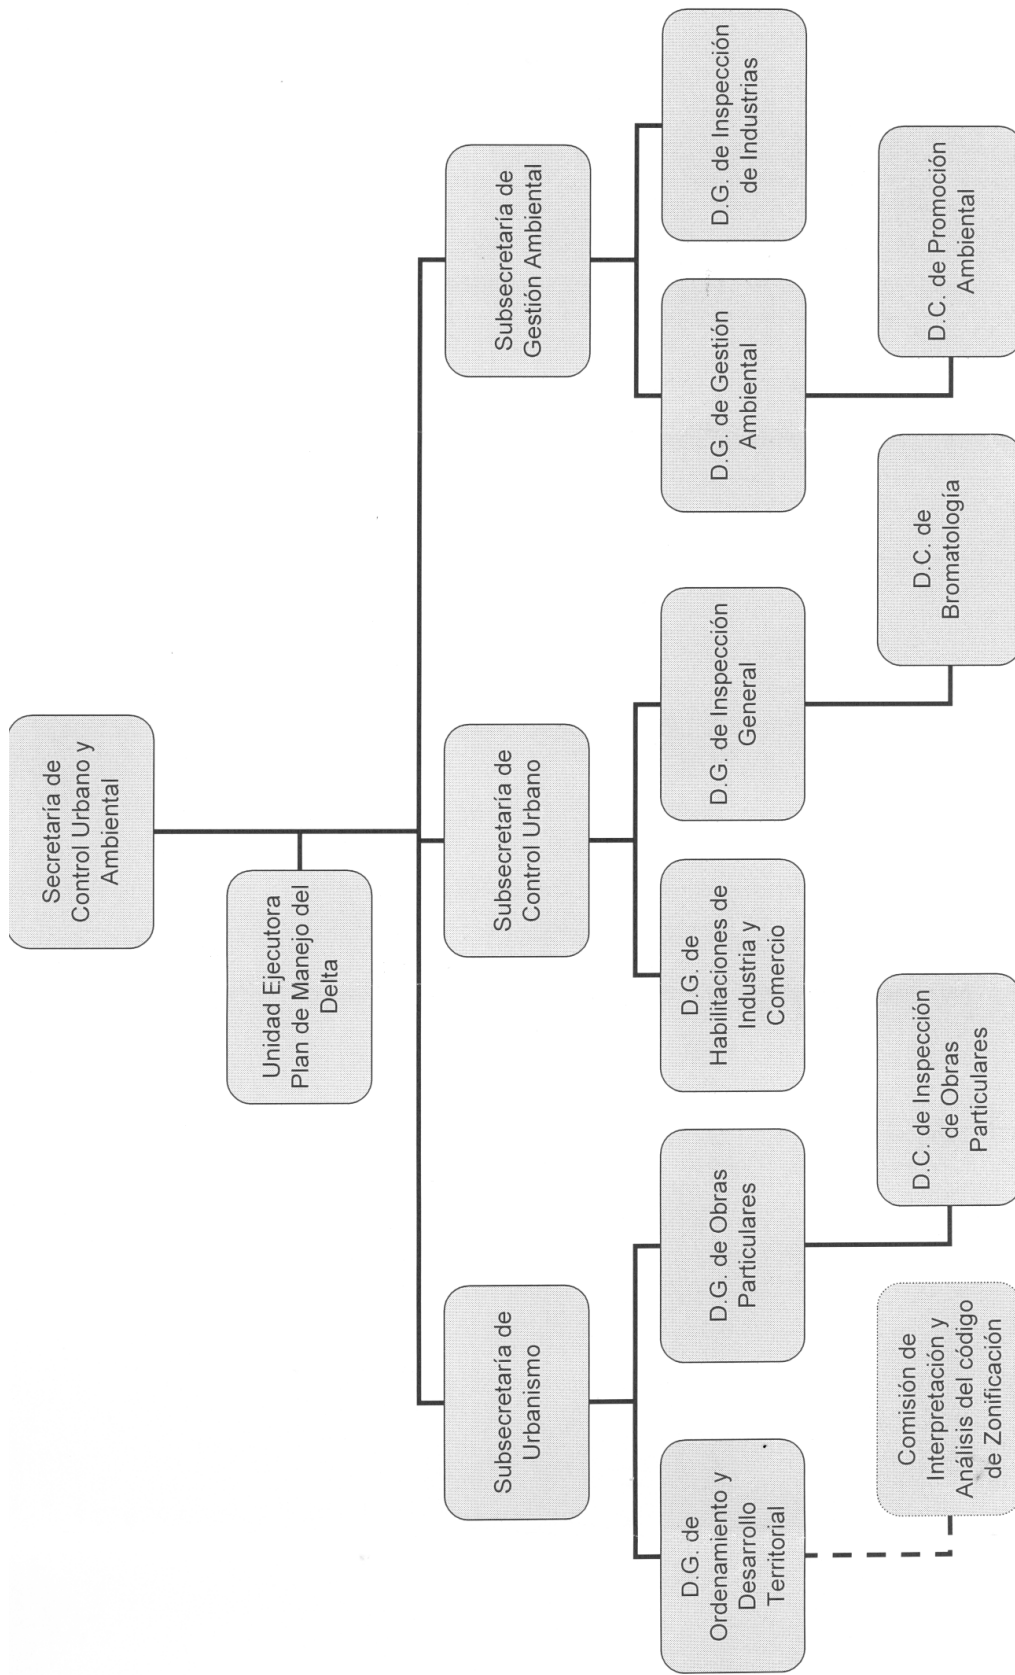 Secretaría de
Control Urbano y
Ambiental
Unidad Ejecutora
Plan de Manejo del
Delta
Subsecretaría de
Urbanismo
Subsecretaría de
Control Urbano
Subsecretaría de
Gestión Ambiental
D.G. de
Ordenamiento y
Desarrollo
Territorial
D.G. de Obras
Particulares
D.G. de
Habilitaciones de
Industria y
Comercio
D.G. de Inspección
General
D.G. de Gestión
Ambiental
D.G. de Inspección
de Industrias
Comisión de
Interpretación y
Análisis del código
de Zonificación
D.C. de Inspección
de Obras
Particulares
D.C. de
Bromatología
D.C. de Promoción
Ambiental